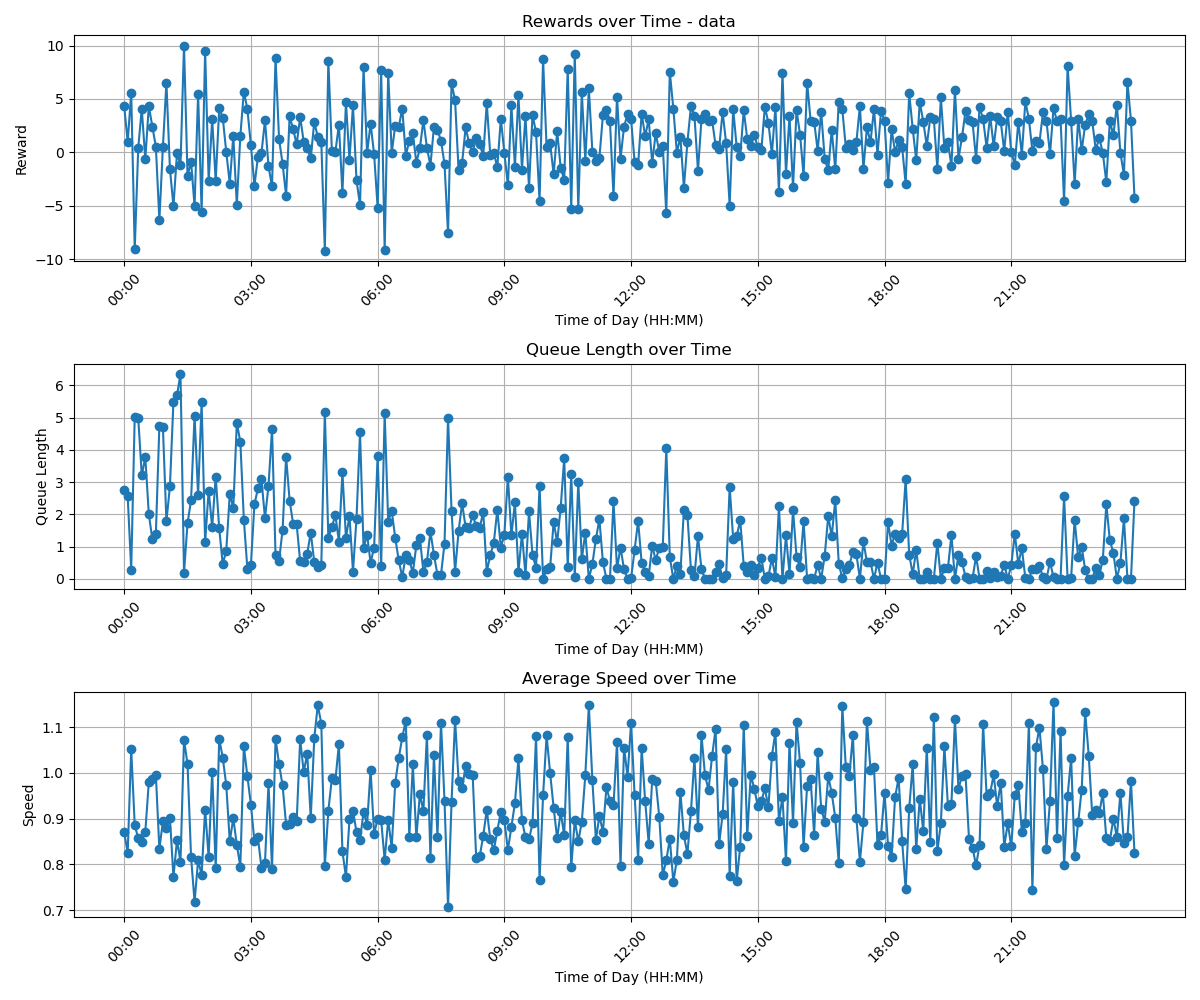 Rewards over Time - data
10
5
0
−5
−10
Reward
00:00 03:00 06:00 09:00 12:00 15:00 18:00 21:00
Time of Day (HH:MM)
Queue Length over Time
6
5
4
3
2
1
0
Queue Length
00:00 03:00 06:00 09:00 12:00 15:00 18:00 21:00
Time of Day (HH:MM)
Average Speed over Time
1.1
1.0
0.9
0.8
0.7
Speed
00:00 03:00 06:00 09:00 12:00 15:00 18:00 21:00
Time of Day (HH:MM)